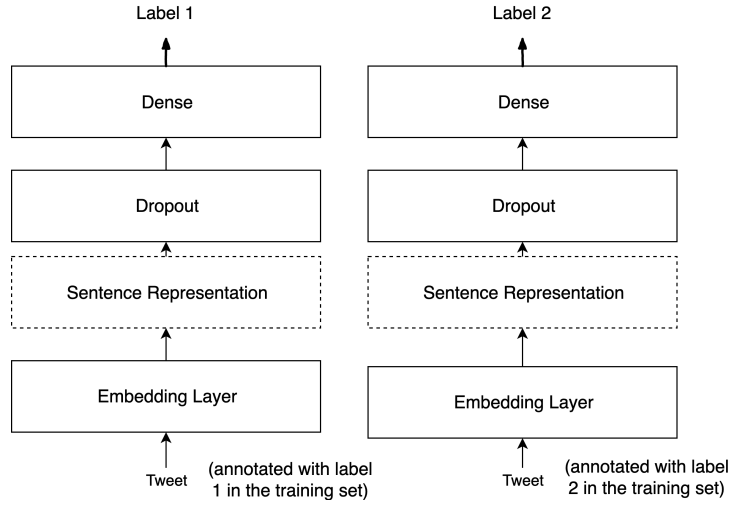 Label 1
Label 2
Dense
Dense
Dropout
Dropout
Sentence Representation
Sentence Representation
Embedding Layer
Embedding Layer
Tweet
(annotated with label
1 in the training set)
Tweet
(annotated with label
2 in the training set)